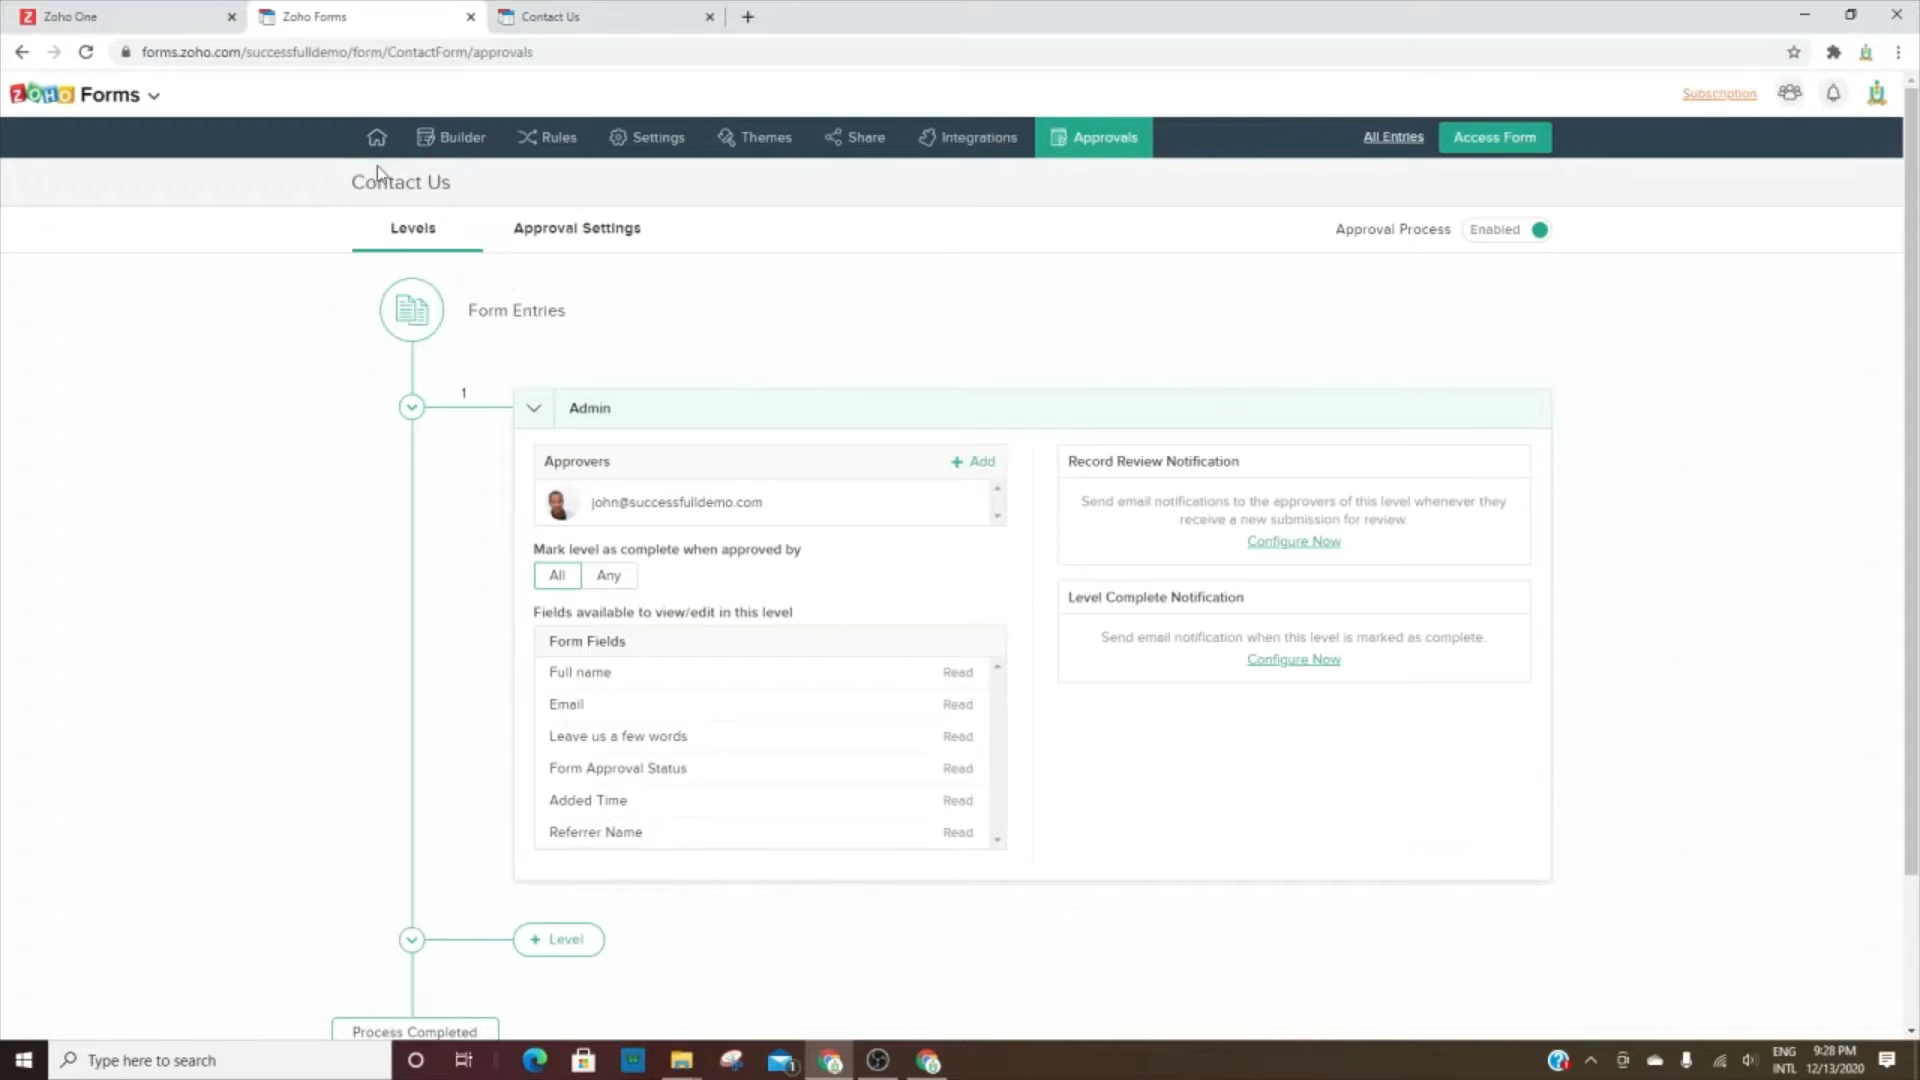 Zoho One
Zoho Forms
Contact Us
forms.zoho.com/successfulldemo/form/ContactForm/approvals
ZOHO Forms
Subscription
Builder
Rules
Settings
Themes
Share
Integrations
Approvals
All Entries
Access Form
Contact Us
Levels
Approval Settings
Approval Process
Enabled
Form Entries
1
Admin
Approvers
+ Add
john@successfulldemo.com
Mark level as complete when approved by
All
Any
Fields available to view/edit in this level
Form Fields
Full name Read
Email Read
Leave us a few words Read
Form Approval Status Read
Added Time Read
Referrer Name Read
Record Review Notification
Send email notifications to the approvers of this level whenever they
receive a new submission for review.
Configure Now
Level Complete Notification
Send email notification when this level is marked as complete.
Configure Now
+ Level
Process Completed
Type here to search
1
ENG
INTL
9:28 PM
12/13/2020